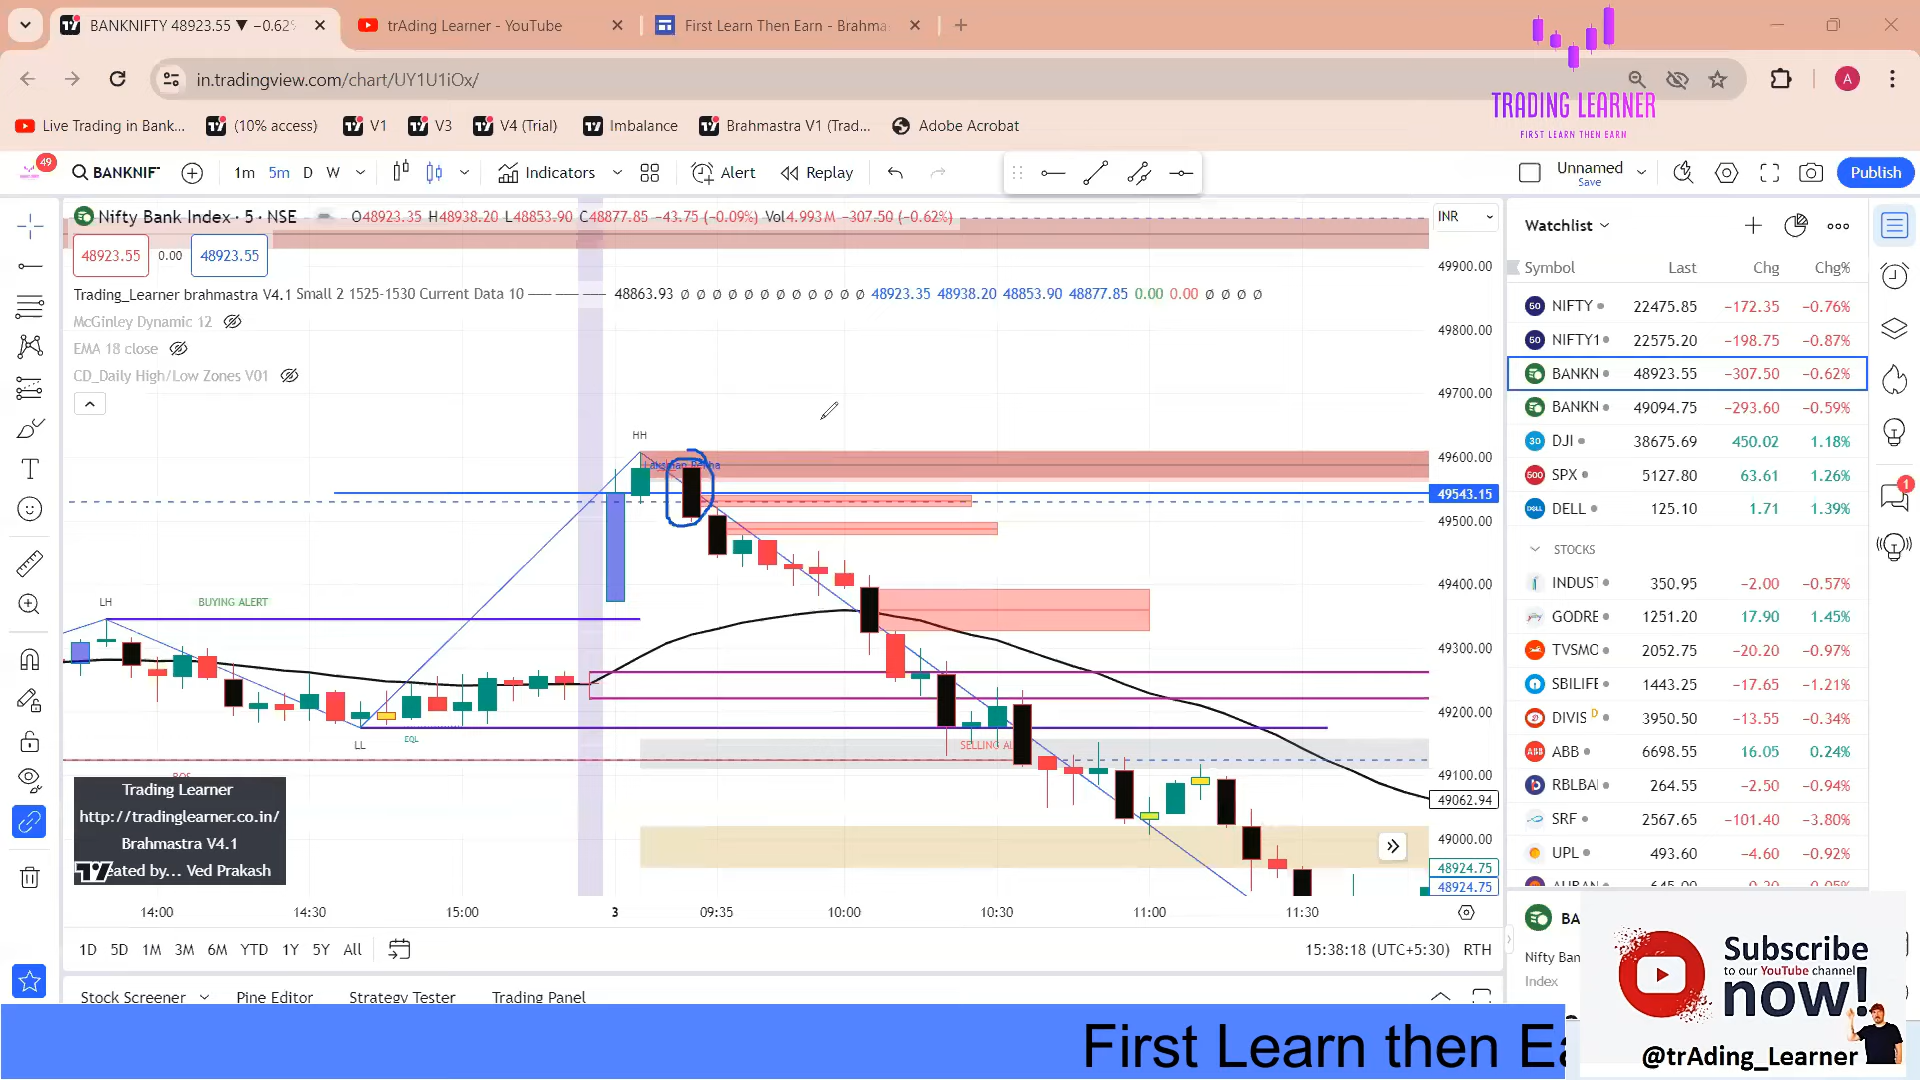 BANKNIFTY 48923.55 ▼ −0.62%
trAding Learner - YouTube
First Learn Then Earn - Brahma
in.tradingview.com/chart/UY1U1iOx/
A
TRADING LEARNER
FIRST LEARN THEN EARN
Live Trading in Bank...
(10% access)
V1
V3
V4 (Trial)
Imbalance
Brahmastra V1 (Trad...
Adobe Acrobat
49
BANKNIF
1m 5m D W
Indicators
Alert
Replay
Unnamed
Save
Publish
Nifty Bank Index · 5 · NSE
O48923.35 H48938.20 L48853.90 C48877.85 −43.75 (−0.09%) Vol4.993M −307.50 (−0.62%)
INR
48923.55 0.00 48923.55
Trading_Learner brahmastra V4.1 Small 2 1525-1530 Current Data 10
48863.93 Ø Ø Ø Ø Ø Ø Ø Ø Ø Ø Ø Ø 48923.35 48938.20 48853.90 48877.85 0.00 0.00 Ø Ø Ø Ø
McGinley Dynamic 12
EMA 18 close
CD_Daily High/Low Zones V01
HH
LH
BUYING ALERT
LL
EQL
49900.00
49800.00
49700.00
49600.00
49543.15
49500.00
49400.00
49300.00
49200.00
49100.00
49062.94
49000.00
48924.75
48924.75
Trading Learner
http://tradinglearner.co.in/
Brahmastra V4.1
eated by... Ved Prakash
14:00 14:30 15:00 3 09:35 10:00 10:30 11:00 11:30
1D 5D 1M 3M 6M YTD 1Y 5Y All
15:38:18 (UTC+5:30) RTH
Stock Screener
Pine Editor
Strategy Tester
Trading Panel
Watchlist
Symbol Last Chg Chg%
NIFTY 22475.85 −172.35 −0.76%
NIFTY1 22575.20 −198.75 −0.87%
BANKN 48923.55 −307.50 −0.62%
BANKN 49094.75 −293.60 −0.59%
DJI 38675.69 450.02 1.18%
SPX 5127.80 63.61 1.26%
DELL 125.10 1.71 1.39%
STOCKS
INDUS 350.95 −2.00 −0.57%
GODRE 1251.20 17.90 1.45%
TVSMO 2052.75 −20.20 −0.97%
SBILIFE 1443.25 −17.65 −1.21%
DIVIS D 3950.50 −13.55 −0.34%
ABB 6698.55 16.05 0.24%
RBLBA 264.55 −2.50 −0.94%
SRF 2567.65 −101.40 −3.80%
UPL 493.60 −4.60 −0.92%
1
BA
Nifty Ban
Index
Subscribe
to our YouTube channel
now!
@trAding_Learner
First Learn then Ea